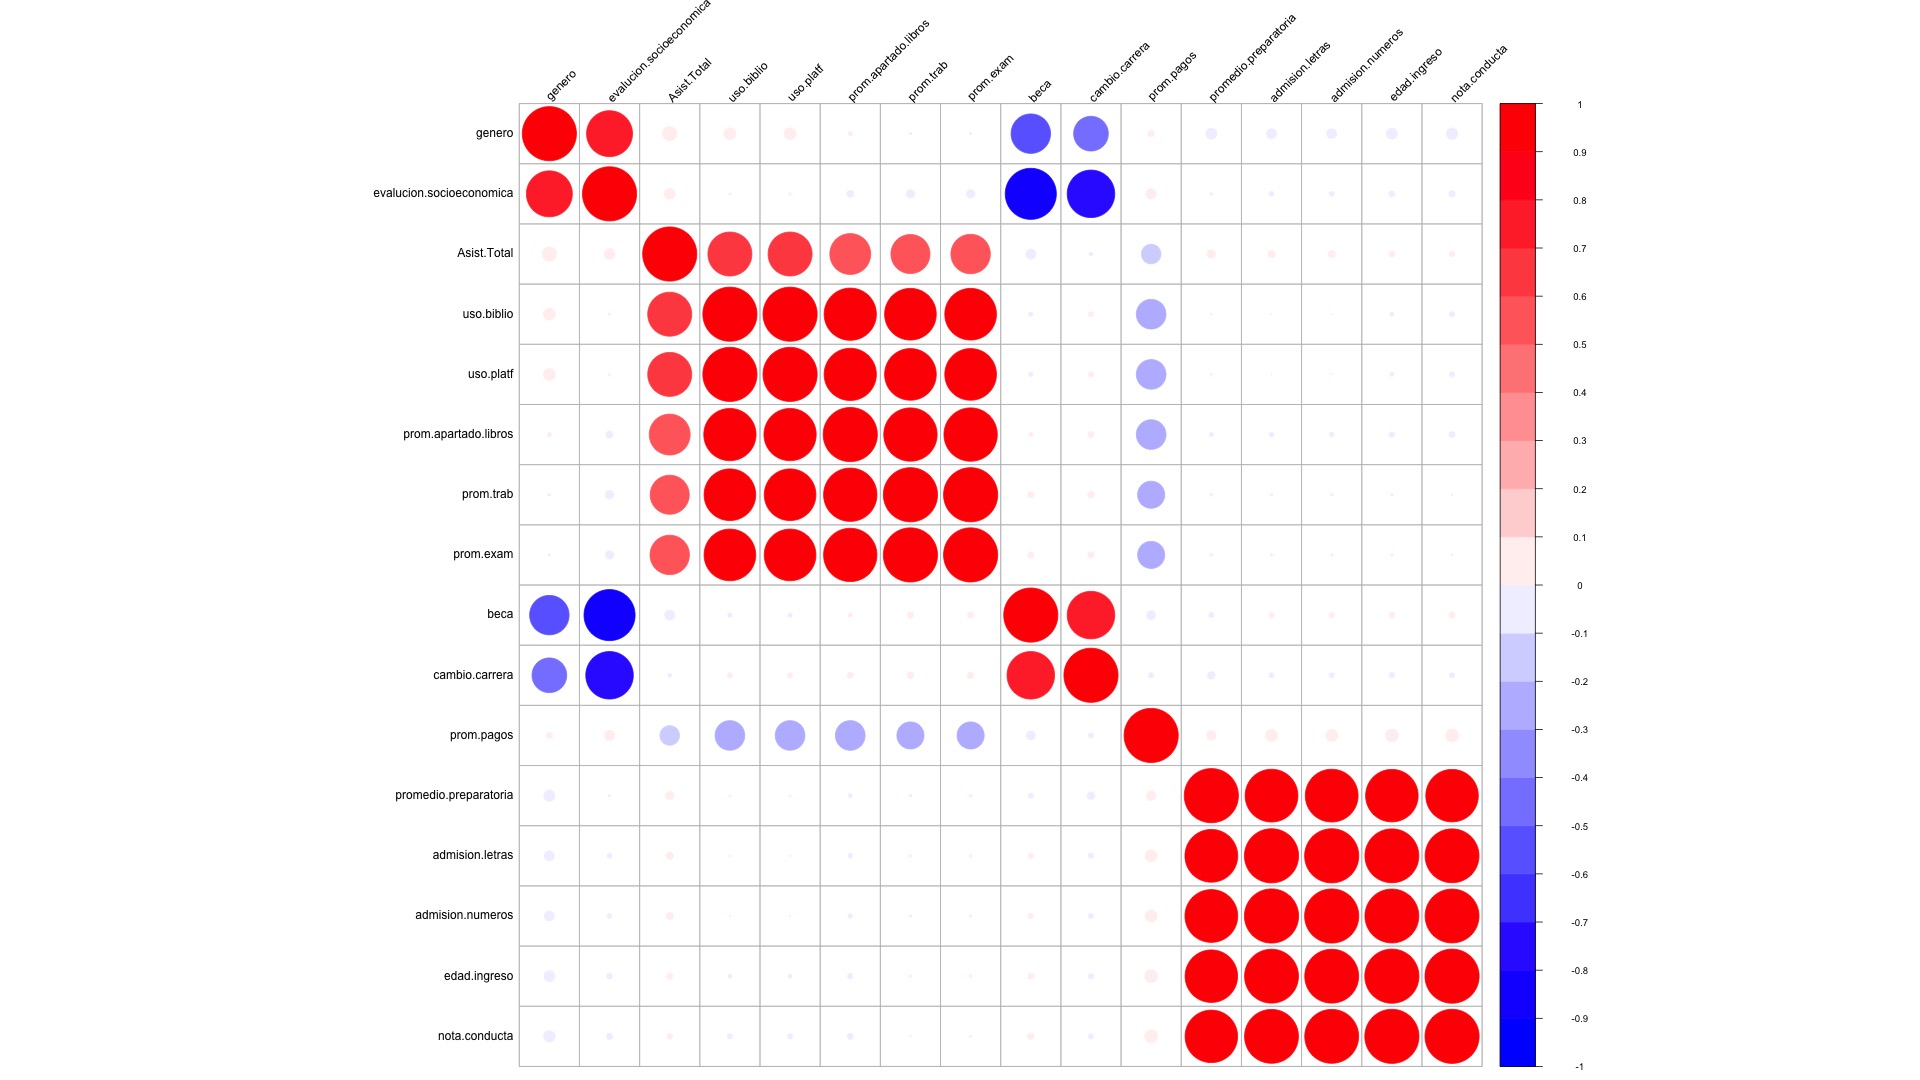 genero
evalucion.socioeconomica
Asist.Total
uso.biblio
uso.platf
prom.apartado.libros
prom.trab
prom.exam
beca
cambio.carrera
prom.pagos
promedio.preparatoria
admision.letras
admision.numeros
edad.ingreso
nota.conducta
genero
evalucion.socioeconomica
Asist.Total
uso.biblio
uso.platf
prom.apartado.libros
prom.trab
prom.exam
beca
cambio.carrera
prom.pagos
promedio.preparatoria
admision.letras
admision.numeros
edad.ingreso
nota.conducta
1
0.9
0.8
0.7
0.6
0.5
0.4
0.3
0.2
0.1
0
-0.1
-0.2
-0.3
-0.4
-0.5
-0.6
-0.7
-0.8
-0.9
-1